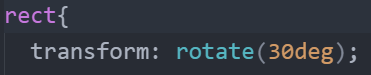 rect{
  transform: rotate(30deg);